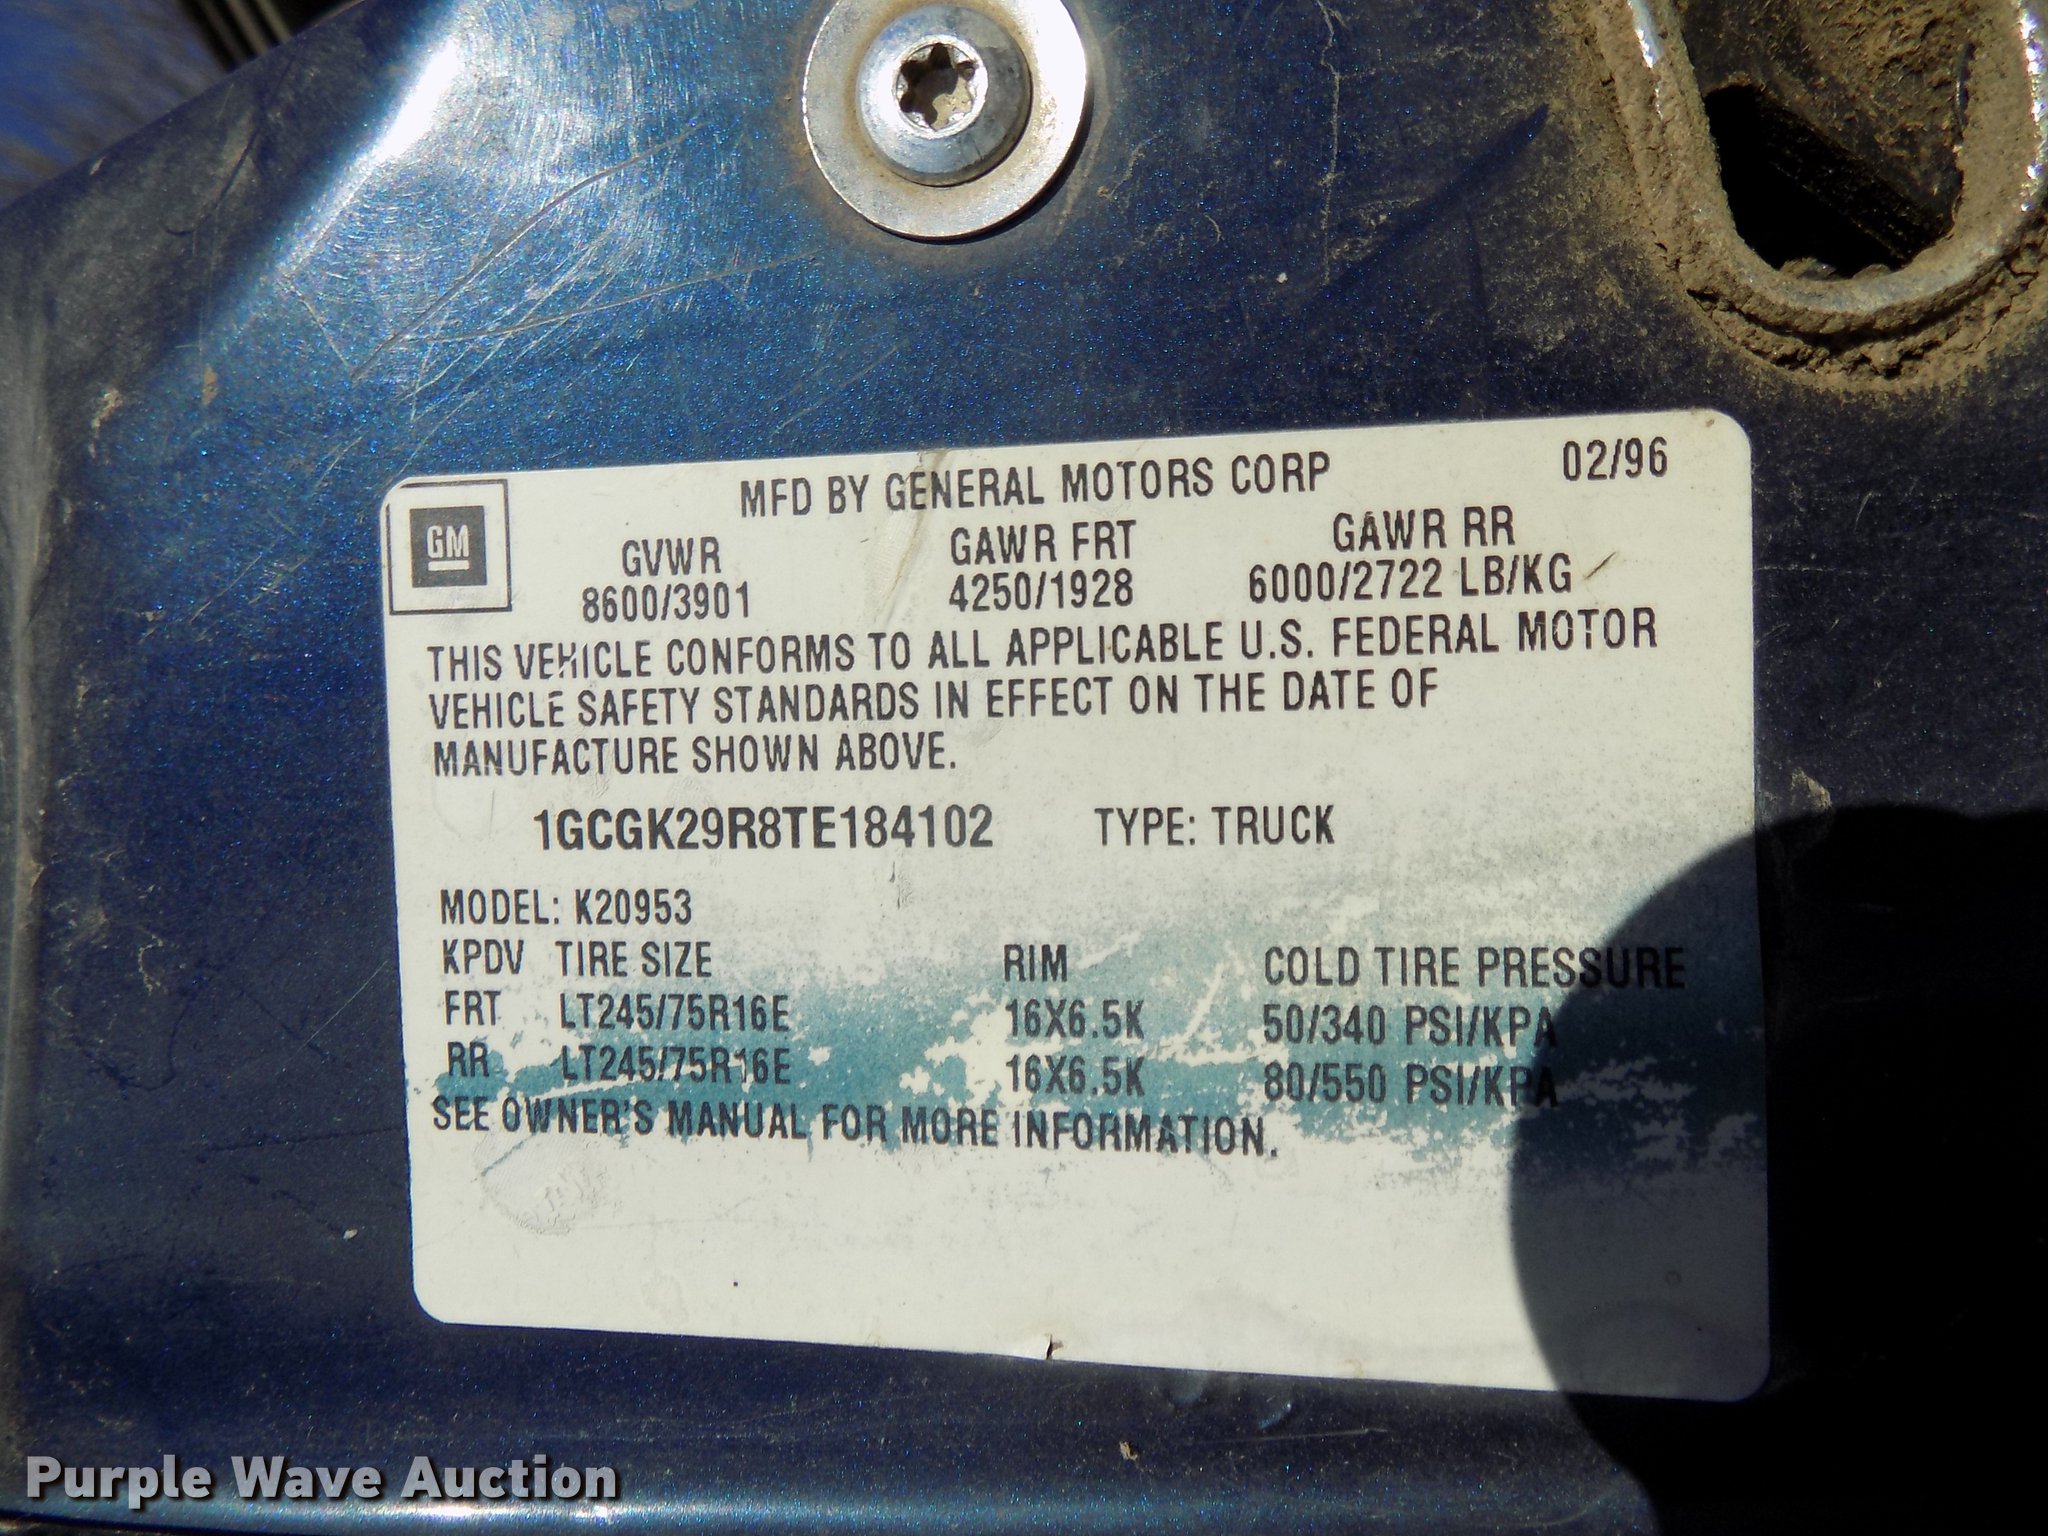 MFD BY GENERAL MOTORS CORP 02/96
GM
GVWR GAWR FRT GAWR RR
8600/3901 4250/1928 6000/2722 LB/KG
THIS VEHICLE CONFORMS TO ALL APPLICABLE U.S. FEDERAL MOTOR
VEHICLE SAFETY STANDARDS IN EFFECT ON THE DATE OF
MANUFACTURE SHOWN ABOVE.
1GCGK29R8TE184102 TYPE: TRUCK
MODEL: K20953
KPDV TIRE SIZE RIM COLD TIRE PRESSURE
FRT LT245/75R16E 16X6.5K 50/340 PSI/KPA
RR LT245/75R16E 16X6.5K 80/550 PSI/KPA
SEE OWNER'S MANUAL FOR MORE INFORMATION.
Purple Wave Auction